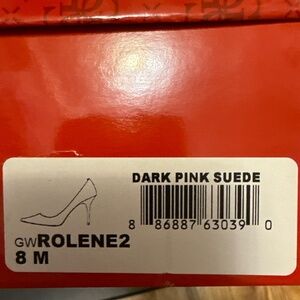 DARK PINK SUEDE
8 86887 63039 0
GWROLENE2
8 M